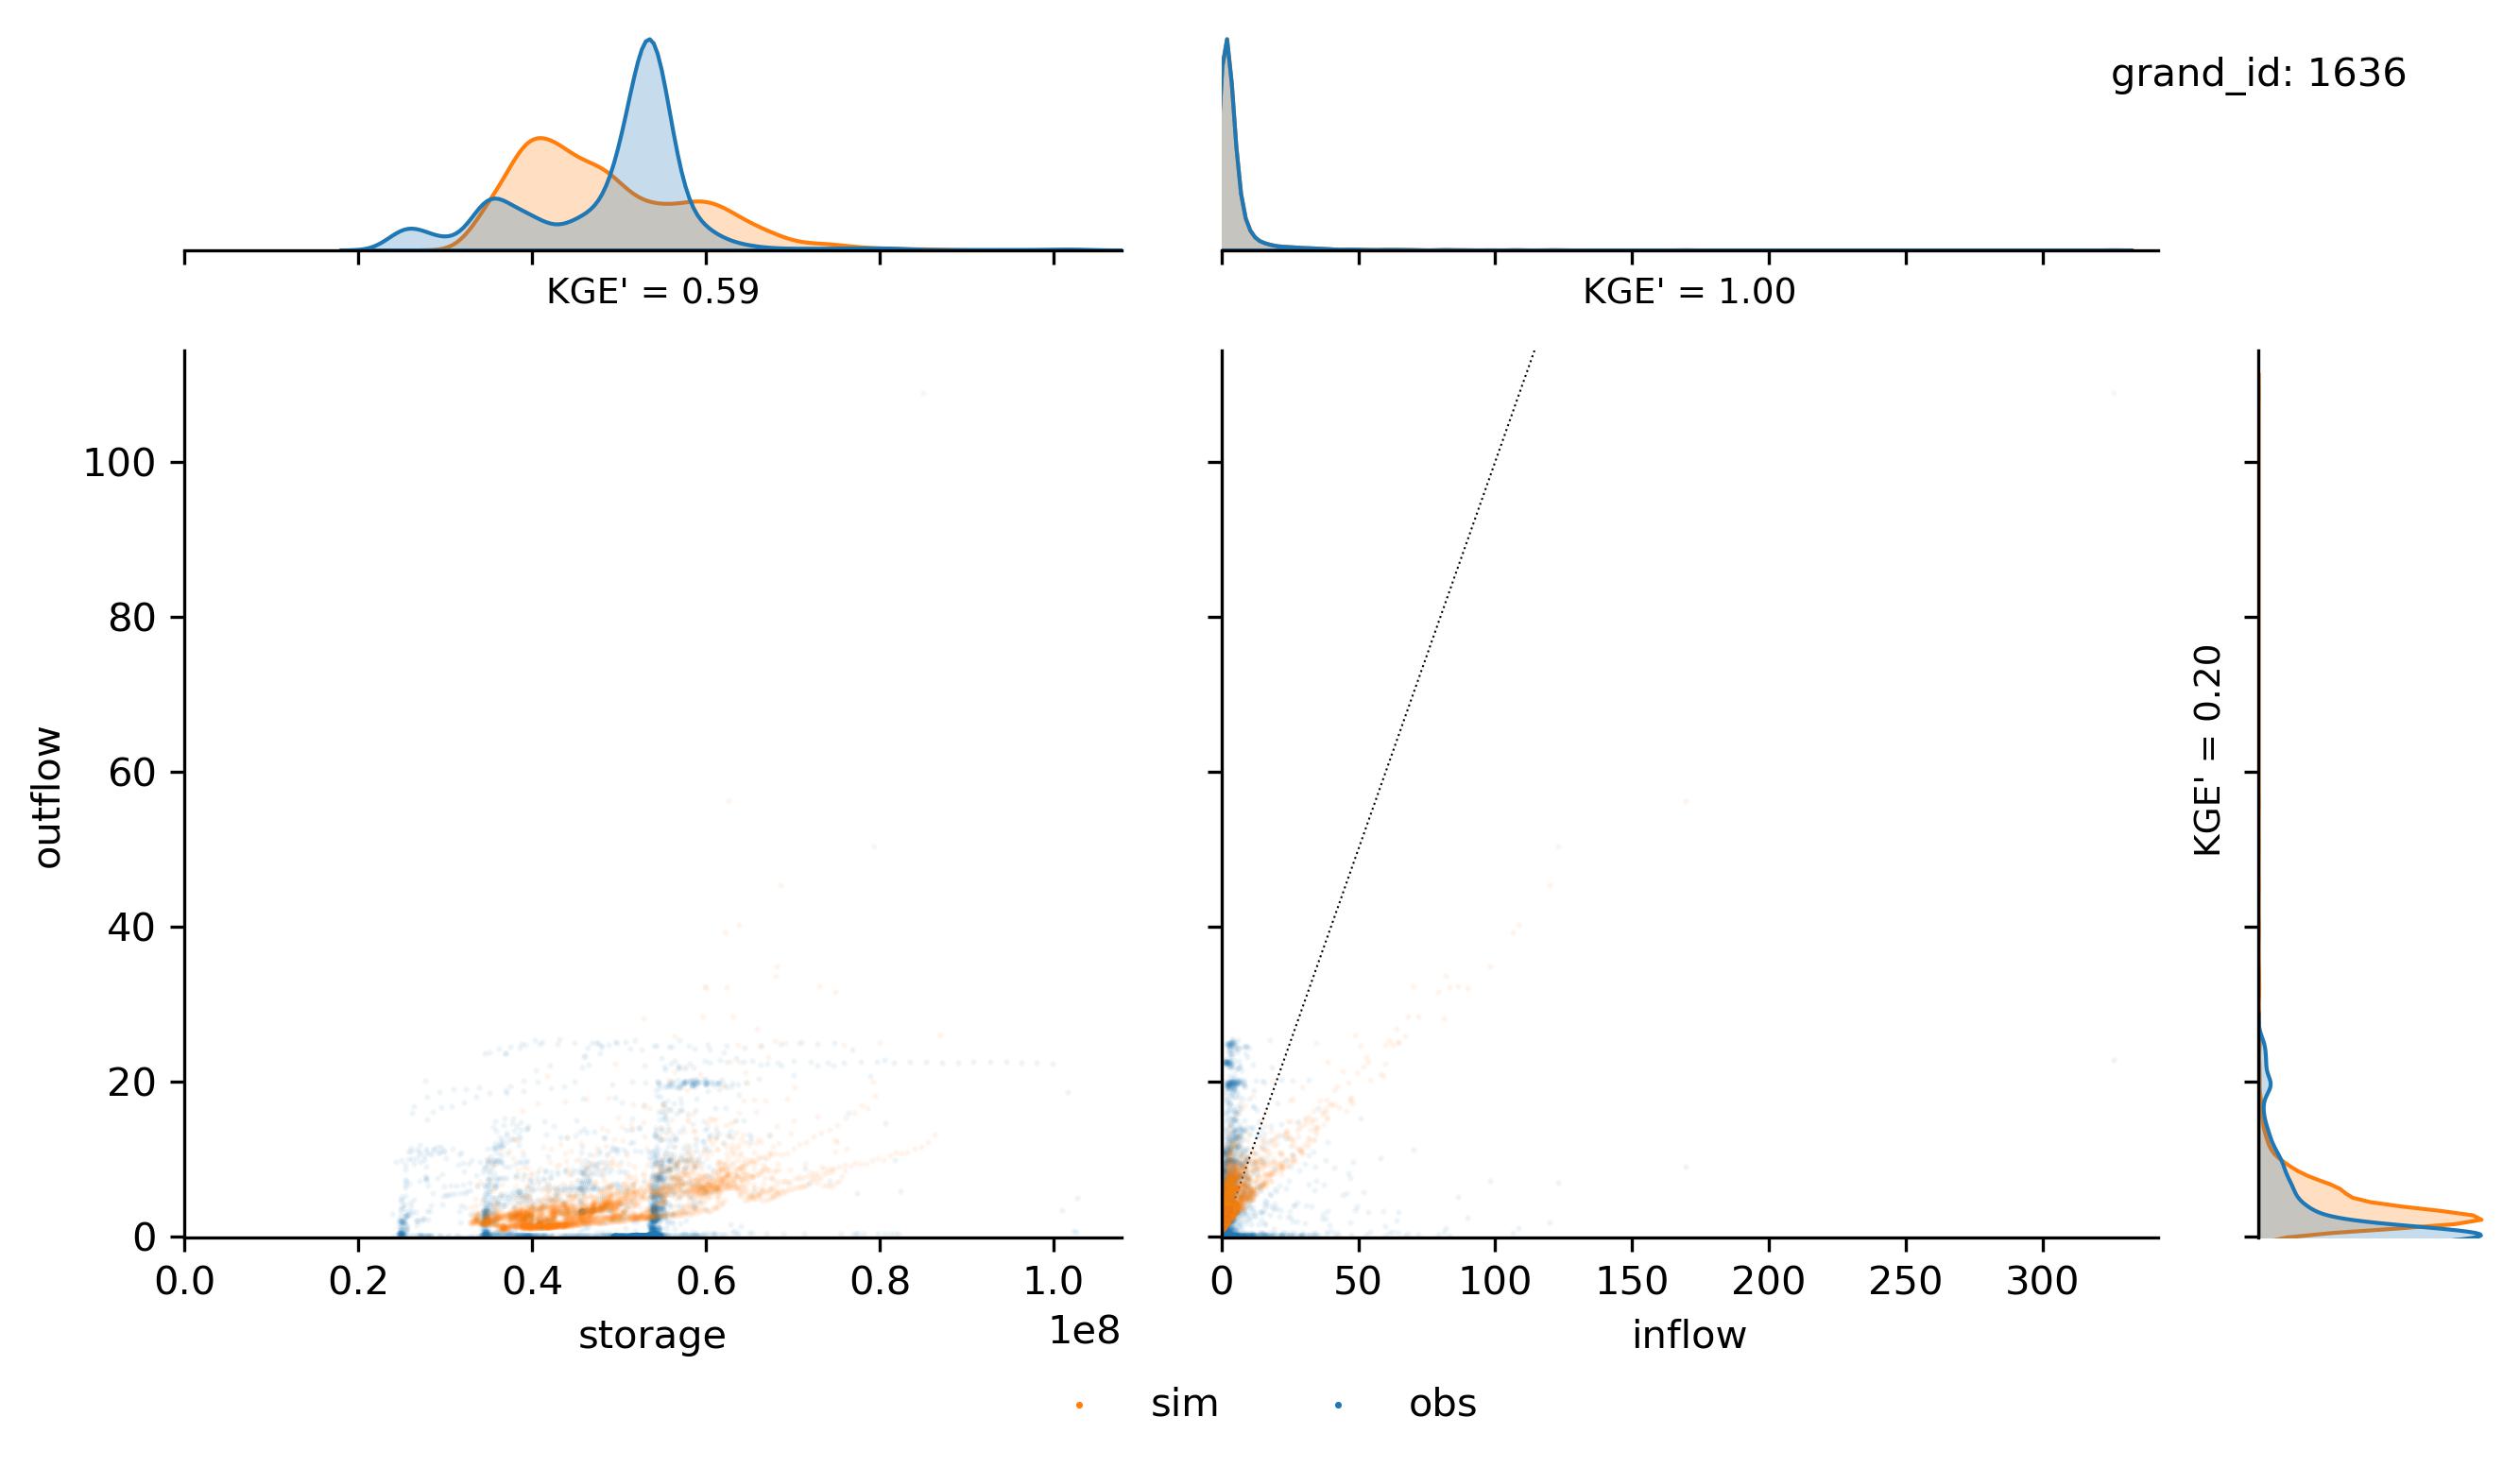 grand_id: 1636
KGE' = 0.59
KGE' = 1.00
outflow
100
80
60
40
20
0
KGE' = 0.20
0.0 0.2 0.4 0.6 0.8 1.0
0 50 100 150 200 250 300
storage
1e8
inflow
sim
obs